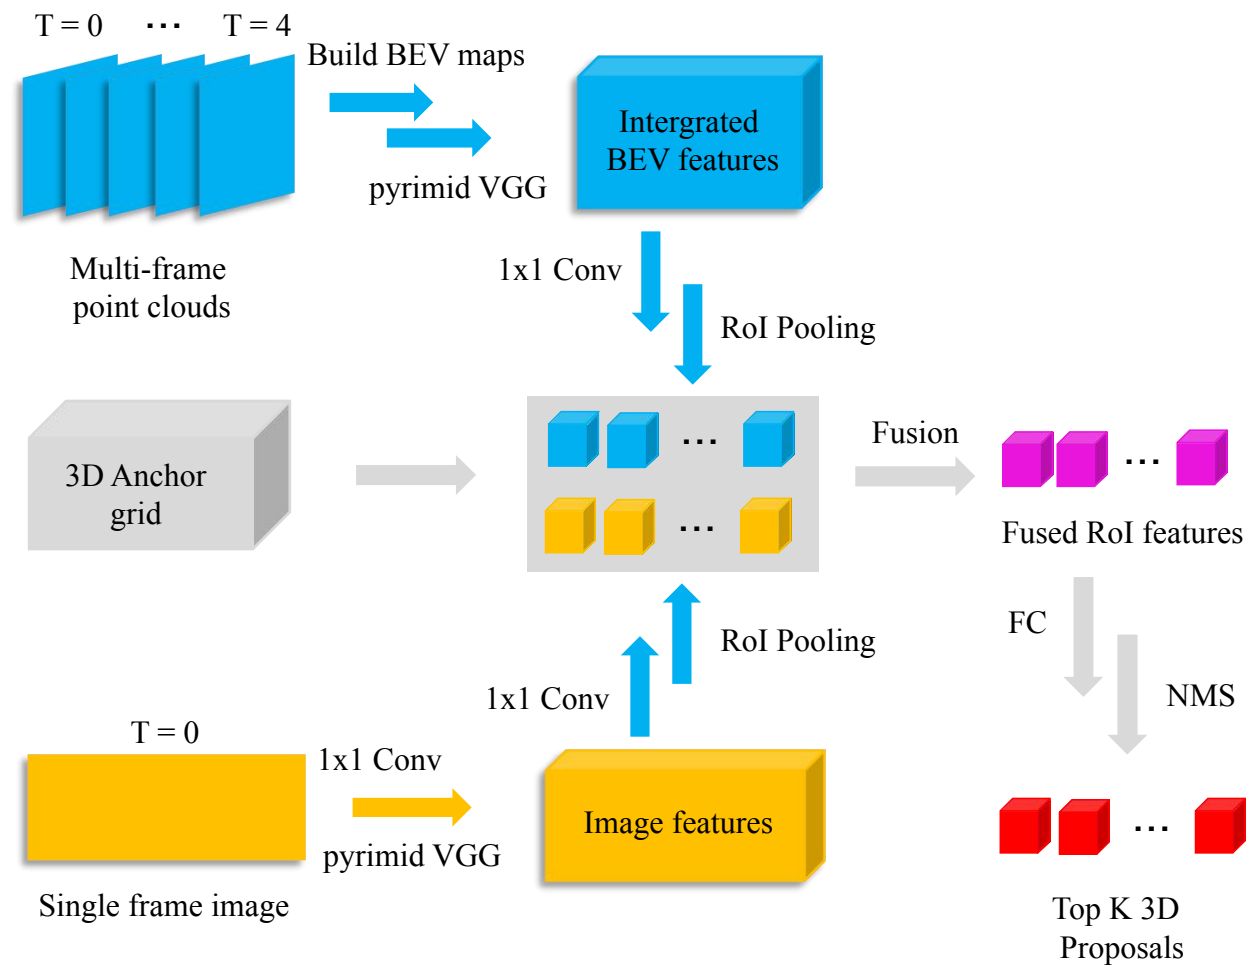 T = 0 ... T = 4
Build BEV maps
pyrimid VGG
Intergrated
BEV features
Multi-frame
point clouds
1x1 Conv
RoI Pooling
3D Anchor
grid
...
...
Fusion
...
Fused RoI features
FC
NMS
RoI Pooling
1x1 Conv
T = 0
1x1 Conv
pyrimid VGG
Image features
Single frame image
...
Top K 3D
Proposals